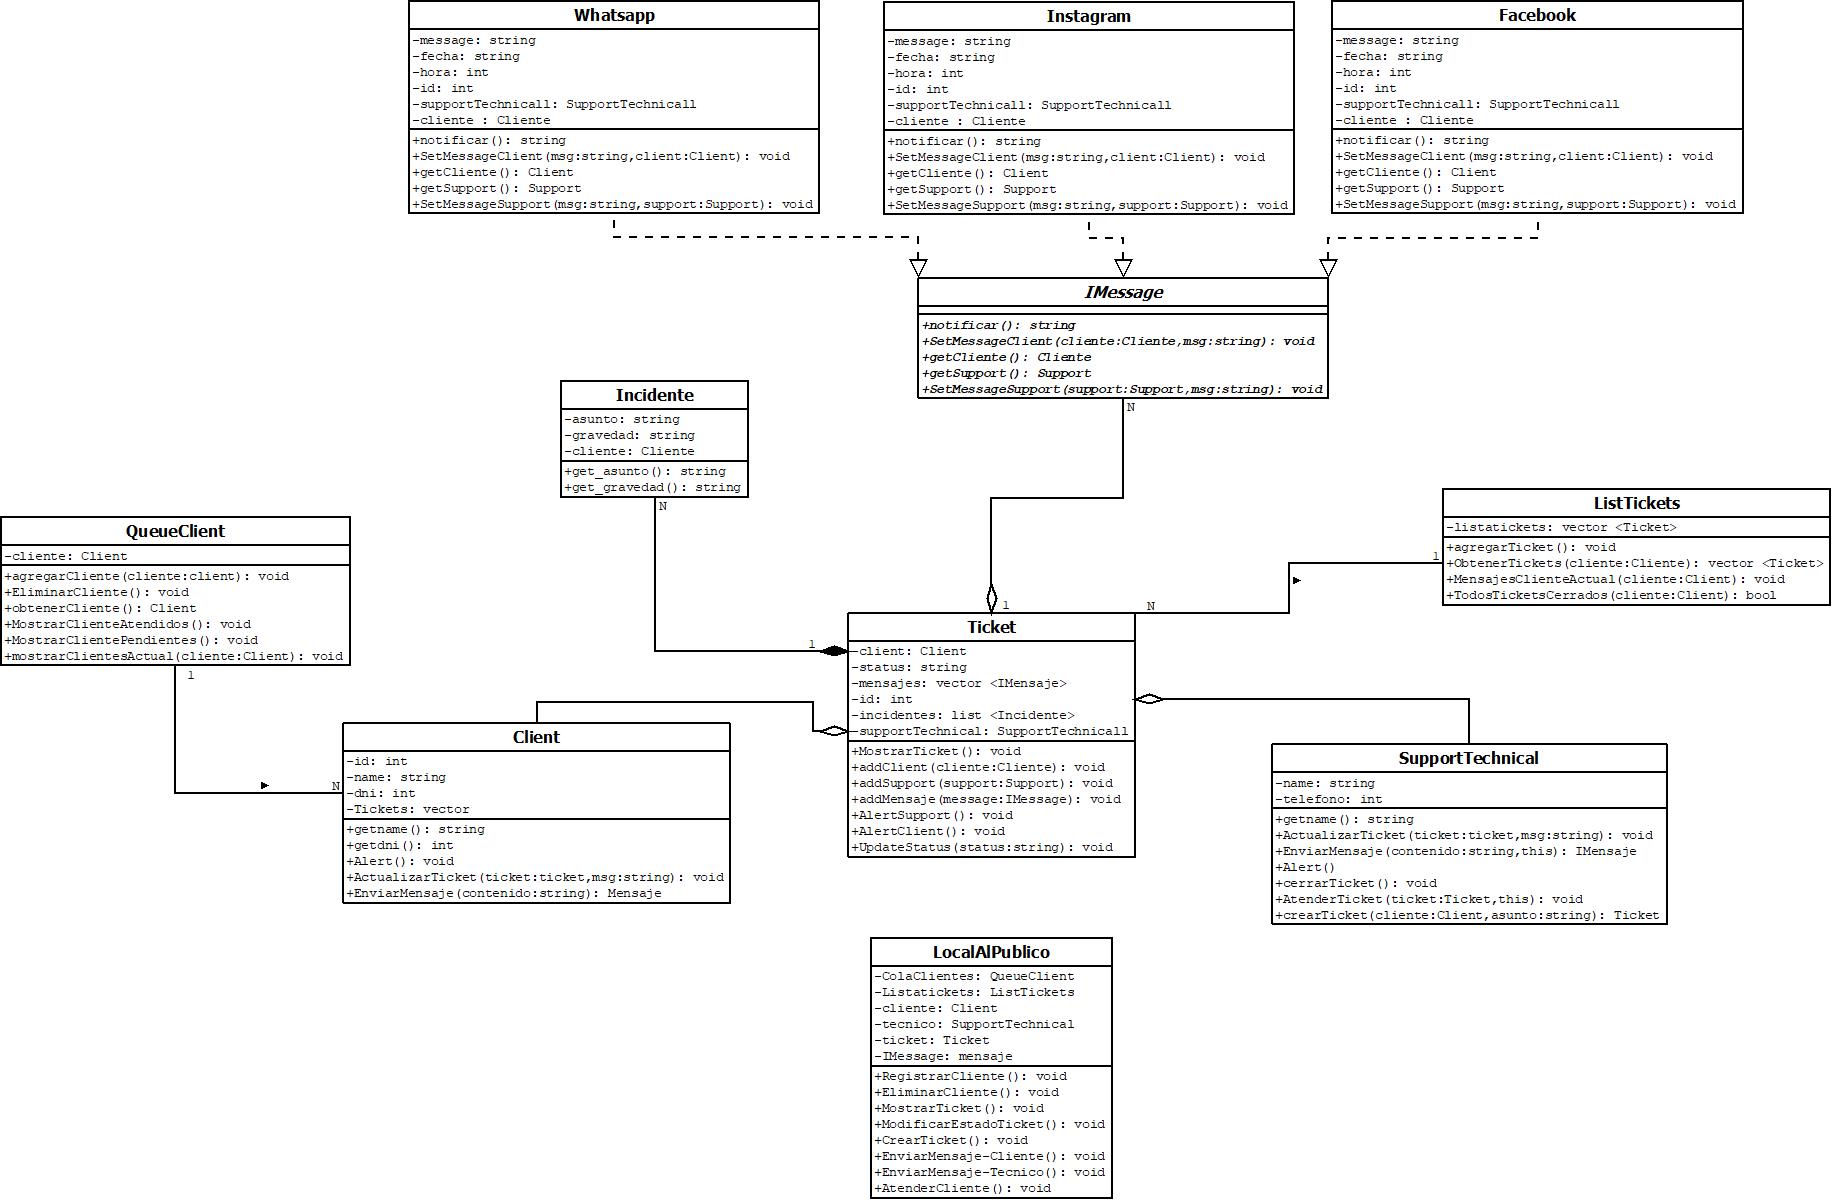 Whatsapp
-message: string
-fecha: string
-hora: int
-id: int
-supportTechnicall: SupportTechnicall
-cliente : Cliente
+notificar(): string
+SetMessageClient(msg:string,client:Client): void
+getCliente(): Client
+getSupport(): Support
+SetMessageSupport(msg:string,support:Support): void
Instagram
-message: string
-fecha: string
-hora: int
-id: int
-supportTechnicall: SupportTechnicall
-cliente : Cliente
+notificar(): string
+SetMessageClient(msg:string,client:Client): void
+getCliente(): Client
+getSupport(): Support
+SetMessageSupport(msg:string,support:Support): void
Facebook
-message: string
-fecha: string
-hora: int
-id: int
-supportTechnicall: SupportTechnicall
-cliente : Cliente
+notificar(): string
+SetMessageClient(msg:string,client:Client): void
+getCliente(): Client
+getSupport(): Support
+SetMessageSupport(msg:string,support:Support): void
IMessage
+notificar(): string
+SetMessageClient(cliente:Cliente,msg:string): void
+getCliente(): Cliente
+getSupport(): Support
+SetMessageSupport(support:Support,msg:string): void
N
Incidente
-asunto: string
-gravedad: string
-cliente: Cliente
+get_asunto(): string
+get_gravedad(): string
N
QueueClient
-cliente: Client
+agregarCliente(cliente:client): void
+EliminarCliente(): void
+obtenerCliente(): Client
+MostrarClienteAtendidos(): void
+MostrarClientePendientes(): void
+mostrarClientesActual(cliente:Client): void
1
ListTickets
-listatickets: vector <Ticket>
+agregarTicket(): void
+ObtenerTickets(cliente:Cliente): vector <Ticket>
+MensajesClienteActual(cliente:Client): void
+TodosTicketsCerrados(cliente:Client): bool
1
N
1
1
Ticket
-client: Client
-status: string
-mensajes: vector <IMensaje>
-id: int
-incidentes: list <Incidente>
-supportTechnical: SupportTechnicall
+MostrarTicket(): void
+addClient(cliente:Cliente): void
+addSupport(support:Support): void
+addMensaje(message:IMessage): void
+AlertSupport(): void
+AlertClient(): void
+UpdateStatus(status:string): void
N
Client
-id: int
-name: string
-dni: int
-Tickets: vector
+getname(): string
+getdni(): int
+Alert(): void
+ActualizarTicket(ticket:ticket,msg:string): void
+EnviarMensaje(contenido:string): Mensaje
SupportTechnical
-name: string
-telefono: int
+getname(): string
+ActualizarTicket(ticket:ticket,msg:string): void
+EnviarMensaje(contenido:string,this): IMensaje
+Alert()
+cerrarTicket(): void
+AtenderTicket(ticket:Ticket,this): void
+crearTicket(cliente:Client,asunto:string): Ticket
LocalAlPublico
-ColaClientes: QueueClient
-Listatickets: ListTickets
-cliente: Client
-tecnico: SupportTechnical
-ticket: Ticket
-IMessage: mensaje
+RegistrarCliente(): void
+EliminarCliente(): void
+MostrarTicket(): void
+ModificarEstadoTicket(): void
+CrearTicket(): void
+EnviarMensaje-Cliente(): void
+EnviarMensaje-Tecnico(): void
+AtenderCliente(): void